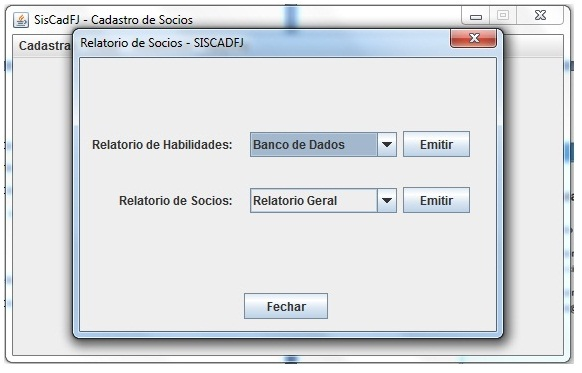 SisCadFJ - Cadastro de Socios
Cadastra
Relatorio de Socios - SISCADFJ
Relatorio de Habilidades: Banco de Dados Emitir
Relatorio de Socios: Relatorio Geral Emitir
Fechar